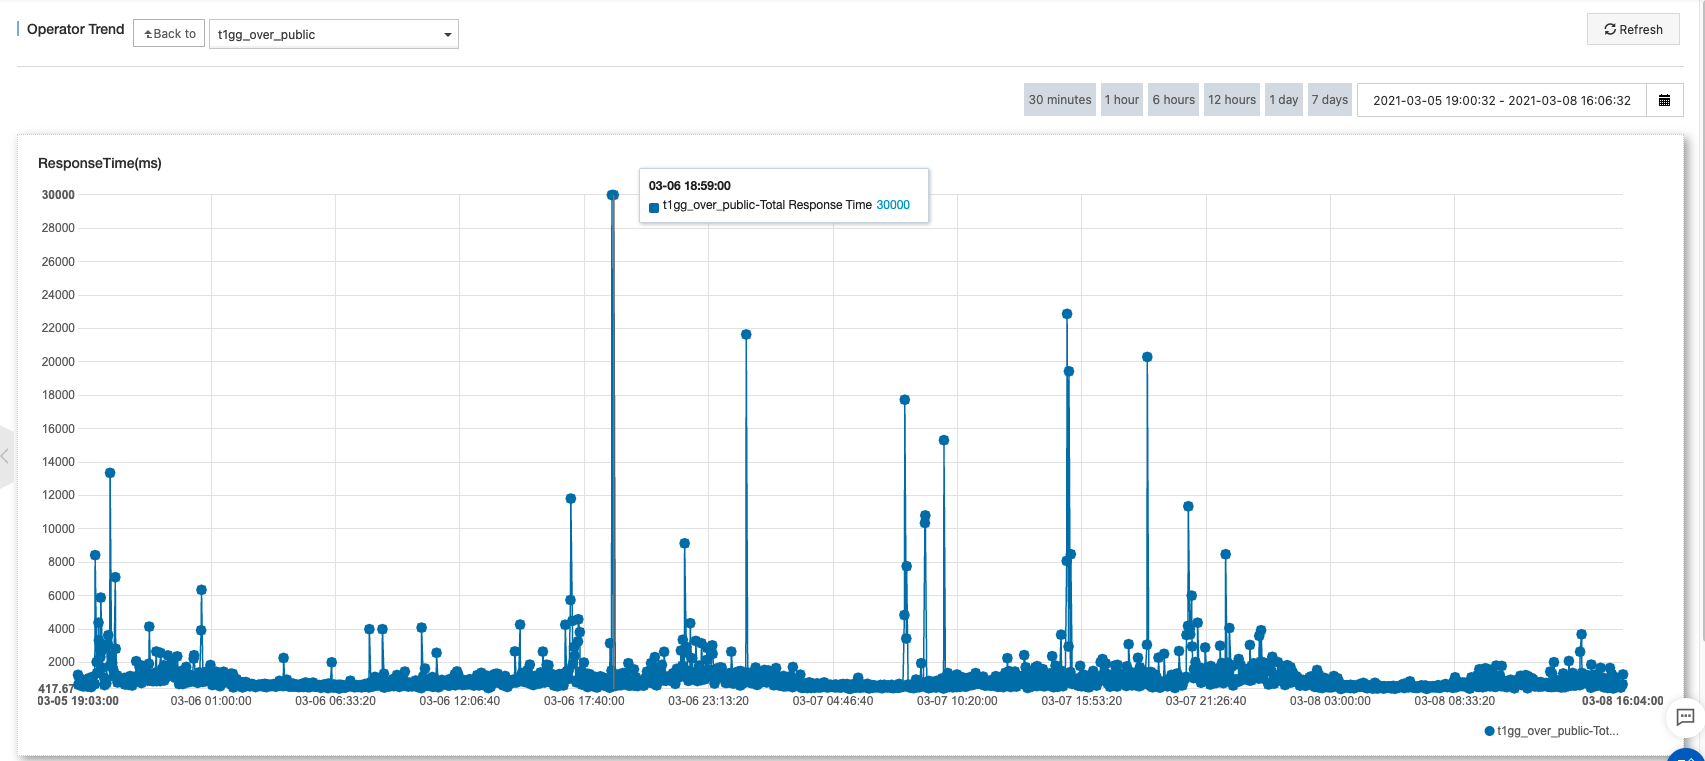 Operator Trend
Back to
t1gg_over_public
Refresh
30 minutes
1 hour
6 hours
12 hours
1 day
7 days
2021-03-05 19:00:32 - 2021-03-08 16:06:32
ResponseTime(ms)
03-06 18:59:00
t1gg_over_public-Total Response Time 30000
30000
28000
26000
24000
22000
20000
18000
16000
14000
12000
10000
8000
6000
4000
2000
417.67
03-05 19:03:00
03-06 01:00:00
03-06 06:33:20
03-06 12:06:40
03-06 17:40:00
03-06 23:13:20
03-07 04:46:40
03-07 10:20:00
03-07 15:53:20
03-07 21:26:40
03-08 03:00:00
03-08 08:33:20
03-08 16:04:00
t1gg_over_public-Tot...